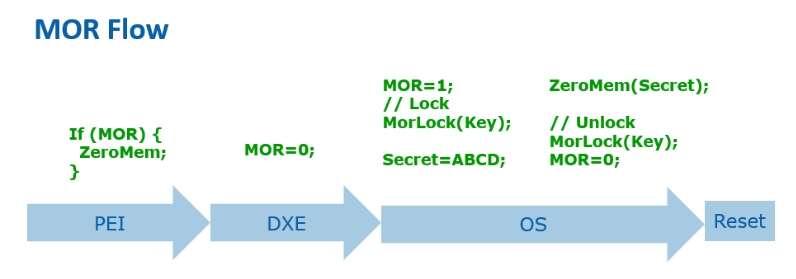 MOR Flow
If (MOR) {
ZeroMem;
}
MOR=0;
MOR=1;
// Lock
MorLock(Key);
Secret=ABCD;
ZeroMem(Secret);
// Unlock
MorLock(Key);
MOR=0;
PEI
DXE
OS
Reset